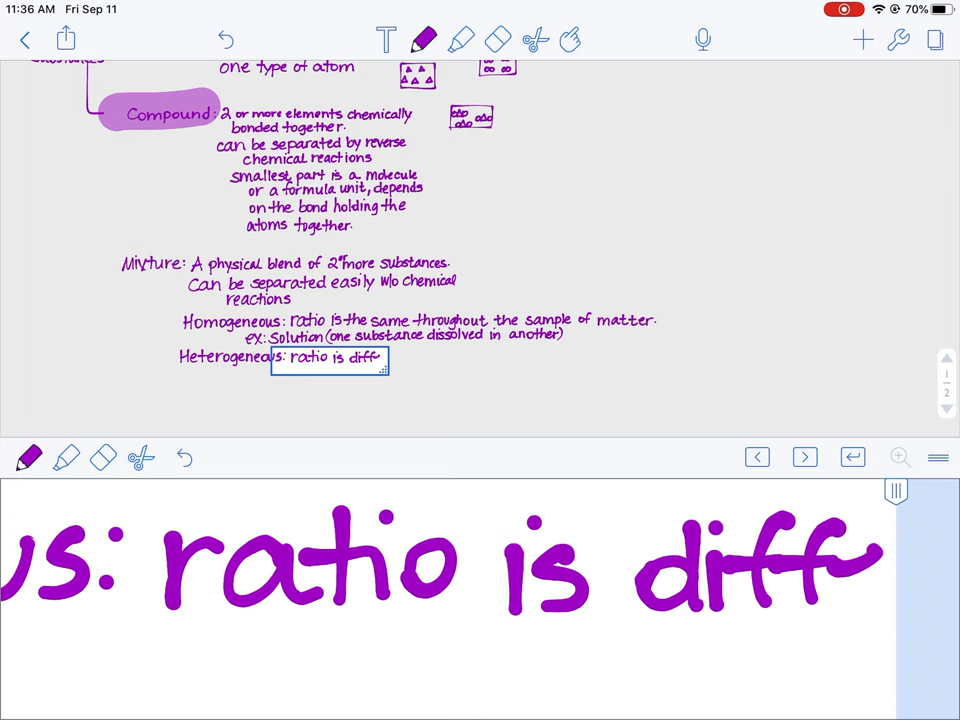 11:36 AM Fri Sep 11
70%
one type of atom
Compound: 2 or more elements chemically
bonded together.
can be separated by reverse
chemical reactions
smallest part is a molecule
or a formula unit, depends
on the bond holding the
atoms together.
Mixture: A physical blend of 2 or more substances.
Can be separated easily w/o chemical
reactions
Homogeneous: ratio is the same throughout the sample of matter.
ex: solution (one substance dissolved in another)
Heterogeneous: ratio is diff
1
2
us: ratio is diff